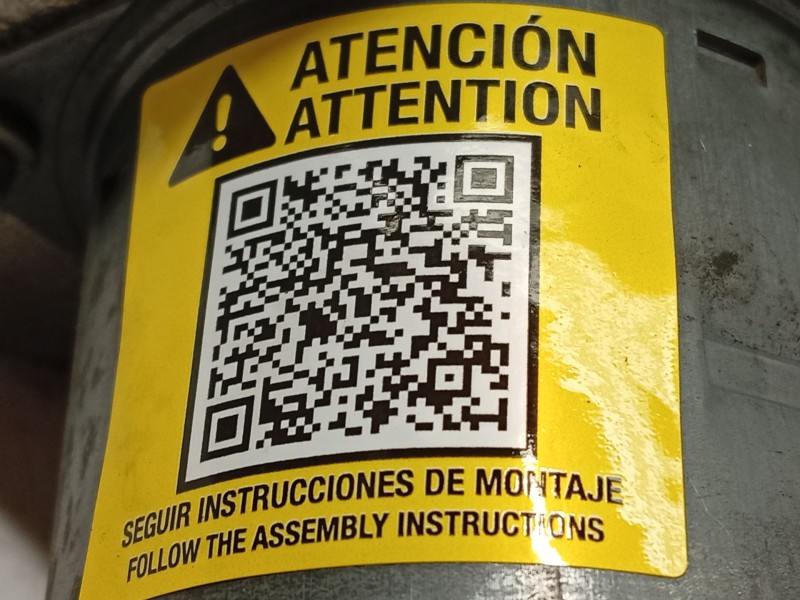 ATENCIÓN
ATTENTION
SEGUIR INSTRUCCIONES DE MONTAJE
FOLLOW THE ASSEMBLY INSTRUCTIONS